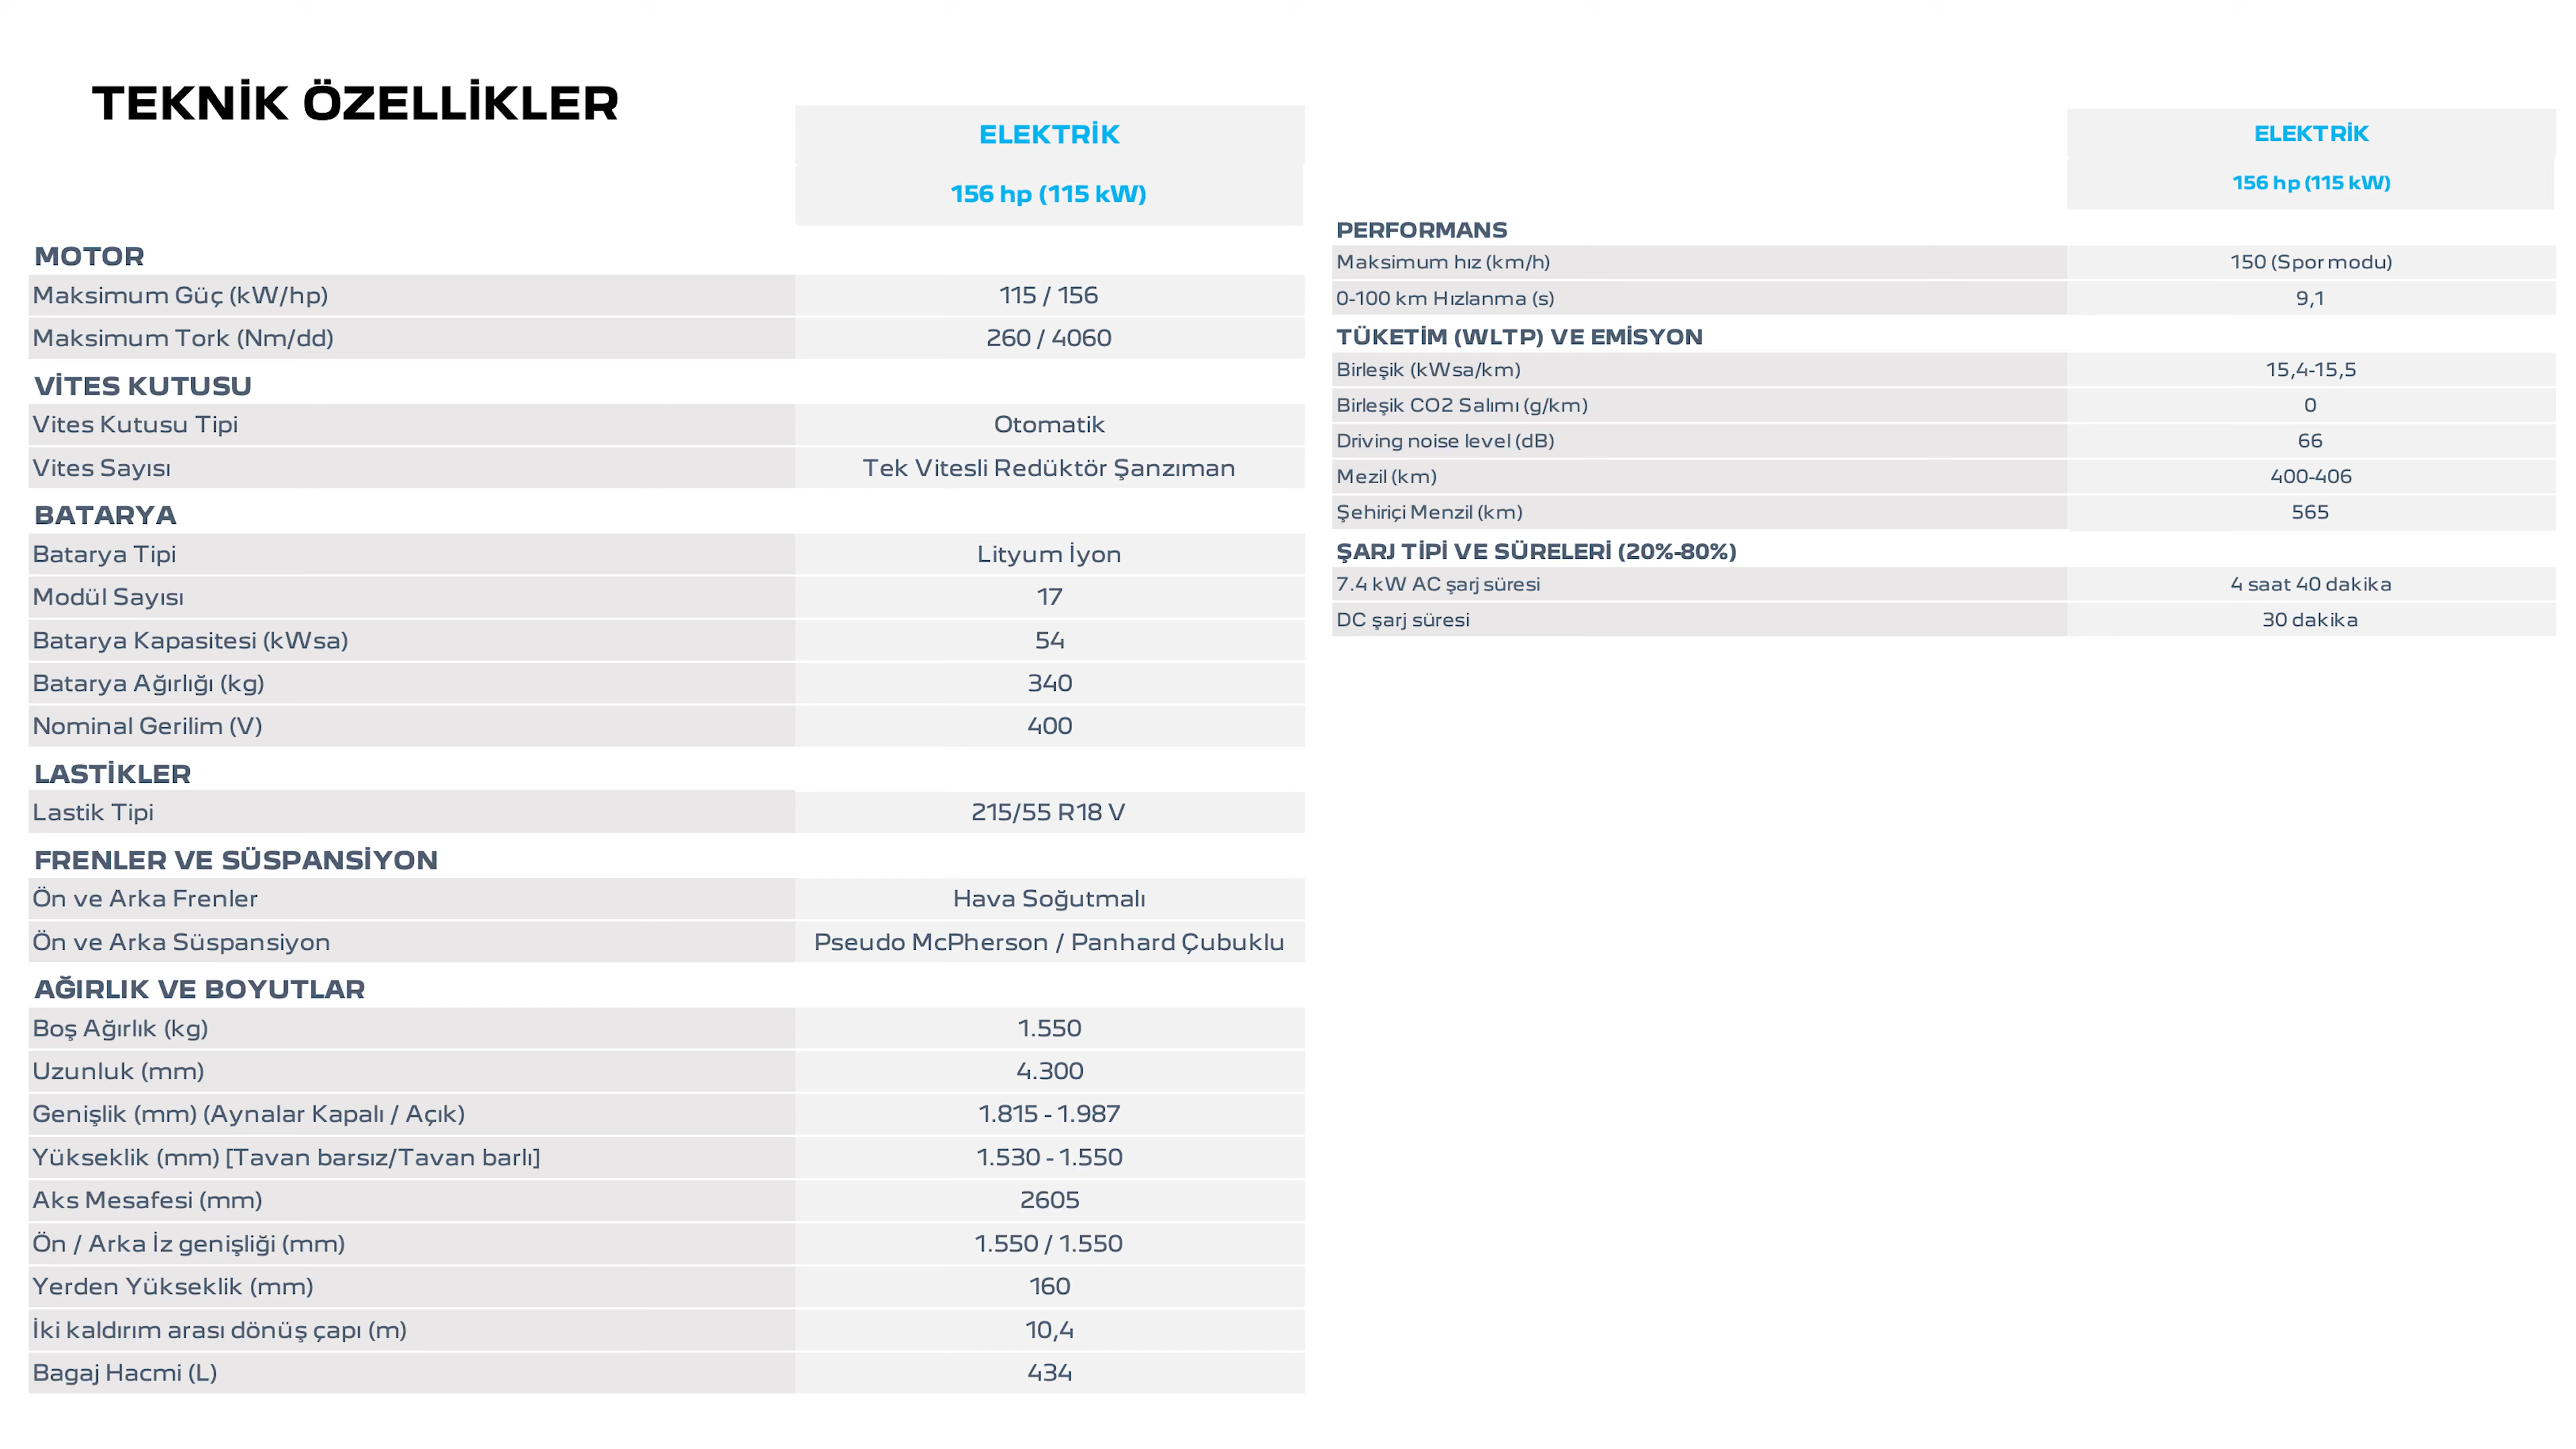 TEKNİK ÖZELLİKLER
ELEKTRİK
156 hp (115 kW)
MOTOR
Maksimum Güç (kW/hp) 115 / 156
Maksimum Tork (Nm/dd) 260 / 4060
VİTES KUTUSU
Vites Kutusu Tipi Otomatik
Vites Sayısı Tek Vitesli Redüktör Şanzıman
BATARYA
Batarya Tipi Lityum İyon
Modül Sayısı 17
Batarya Kapasitesi (kWsa) 54
Batarya Ağırlığı (kg) 340
Nominal Gerilim (V) 400
LASTİKLER
Lastik Tipi 215/55 R18 V
FRENLER VE SÜSPANSİYON
Ön ve Arka Frenler Hava Soğutmalı
Ön ve Arka Süspansiyon Pseudo McPherson / Panhard Çubuklu
AĞIRLIK VE BOYUTLAR
Boş Ağırlık (kg) 1.550
Uzunluk (mm) 4.300
Genişlik (mm) (Aynalar Kapalı / Açık) 1.815 - 1.987
Yükseklik (mm) [Tavan barsız/Tavan barlı] 1.530 - 1.550
Aks Mesafesi (mm) 2605
Ön / Arka İz genişliği (mm) 1.550 / 1.550
Yerden Yükseklik (mm) 160
İki kaldırım arası dönüş çapı (m) 10,4
Bagaj Hacmi (L) 434
ELEKTRİK
156 hp (115 kW)
PERFORMANS
Maksimum hız (km/h) 150 (Spor modu)
0-100 km Hızlanma (s) 9,1
TÜKETİM (WLTP) VE EMİSYON
Birleşik (kWsa/km) 15,4-15,5
Birleşik CO2 Salımı (g/km) 0
Driving noise level (dB) 66
Mezil (km) 400-406
Şehiriçi Menzil (km) 565
ŞARJ TİPİ VE SÜRELERİ (20%-80%)
7.4 kW AC şarj süresi 4 saat 40 dakika
DC şarj süresi 30 dakika